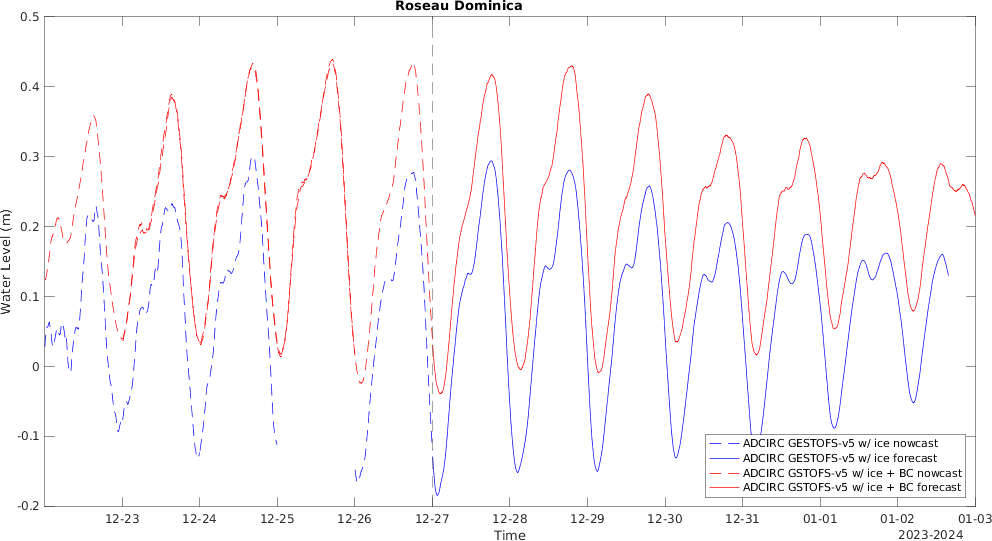 Roseau Dominica
Water Level (m)
0.5
0.4
0.3
0.2
0.1
0
-0.1
-0.2
ADCIRC GESTOFS-v5 w/ ice nowcast
ADCIRC GESTOFS-v5 w/ ice forecast
ADCIRC GSTOFS-v5 w/ ice + BC nowcast
ADCIRC GSTOFS-v5 w/ ice + BC forecast
12-23 12-24 12-25 12-26 12-27 12-28 12-29 12-30 12-31 01-01 01-02 01-03
Time
2023-2024